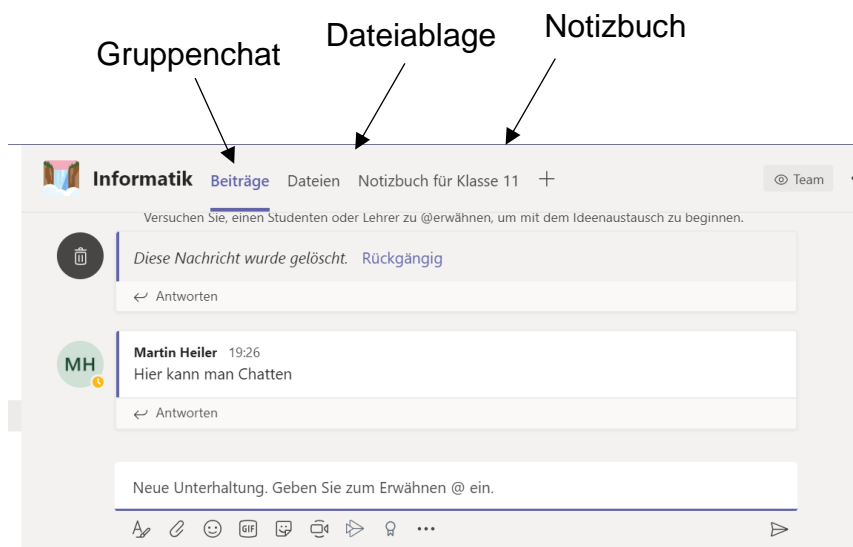 Gruppenchat Dateiablage Notizbuch
Informatik Beiträge Dateien Notizbuch für Klasse 11 Team
Versuchen Sie, einen Studenten oder Lehrer zu @erwähnen, um mit dem Ideenaustausch zu beginnen.
Diese Nachricht wurde gelöscht. Rückgängig
Antworten
MH
Martin Heiler 19:26
Hier kann man Chatten
Antworten
Neue Unterhaltung. Geben Sie zum Erwähnen @ ein.
GIF